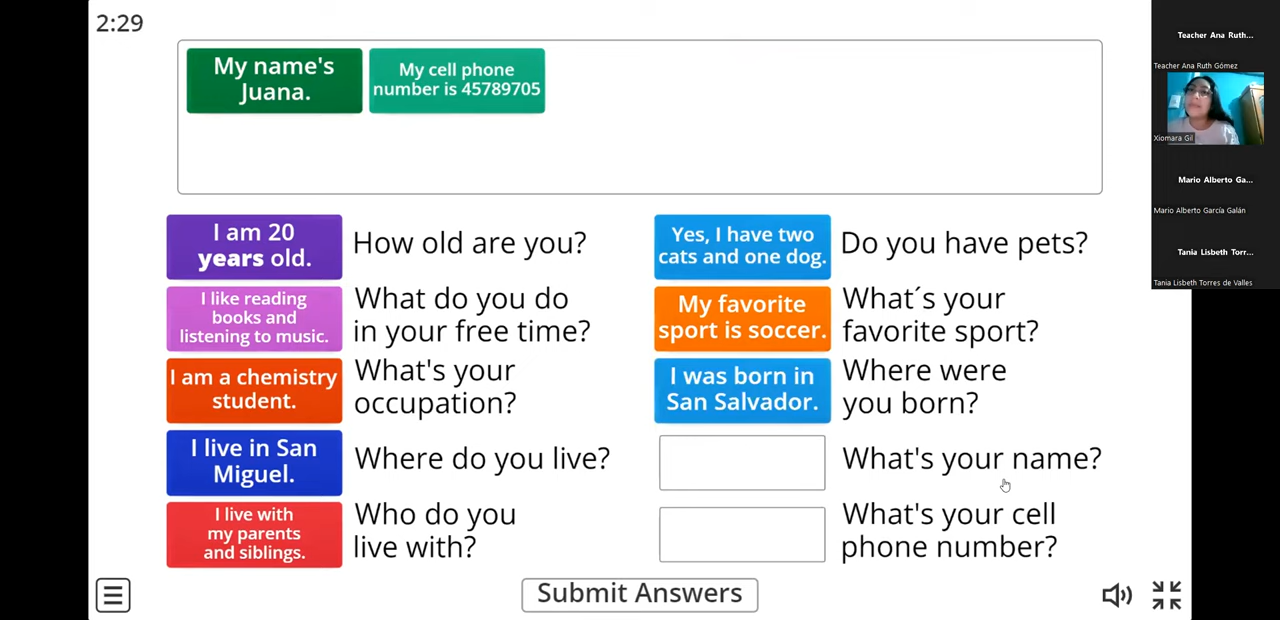 2:29
My name's
Juana.
My cell phone
number is 45789705
I am 20
years old.
How old are you?
I like reading
books and
listening to music.
What do you do
in your free time?
I am a chemistry
student.
What's your
occupation?
I live in San
Miguel.
Where do you live?
I live with
my parents
and siblings.
Who do you
live with?
Yes, I have two
cats and one dog.
Do you have pets?
My favorite
sport is soccer.
What´s your
favorite sport?
I was born in
San Salvador.
Where were
you born?
What's your name?
What's your cell
phone number?
Submit Answers
Teacher Ana Ruth...
Teacher Ana Ruth Gómez
Xiomara Gil
Mario Alberto Ga...
Mario Alberto García Galán
Tania Lisbeth Torr...
Tania Lisbeth Torres de Valles